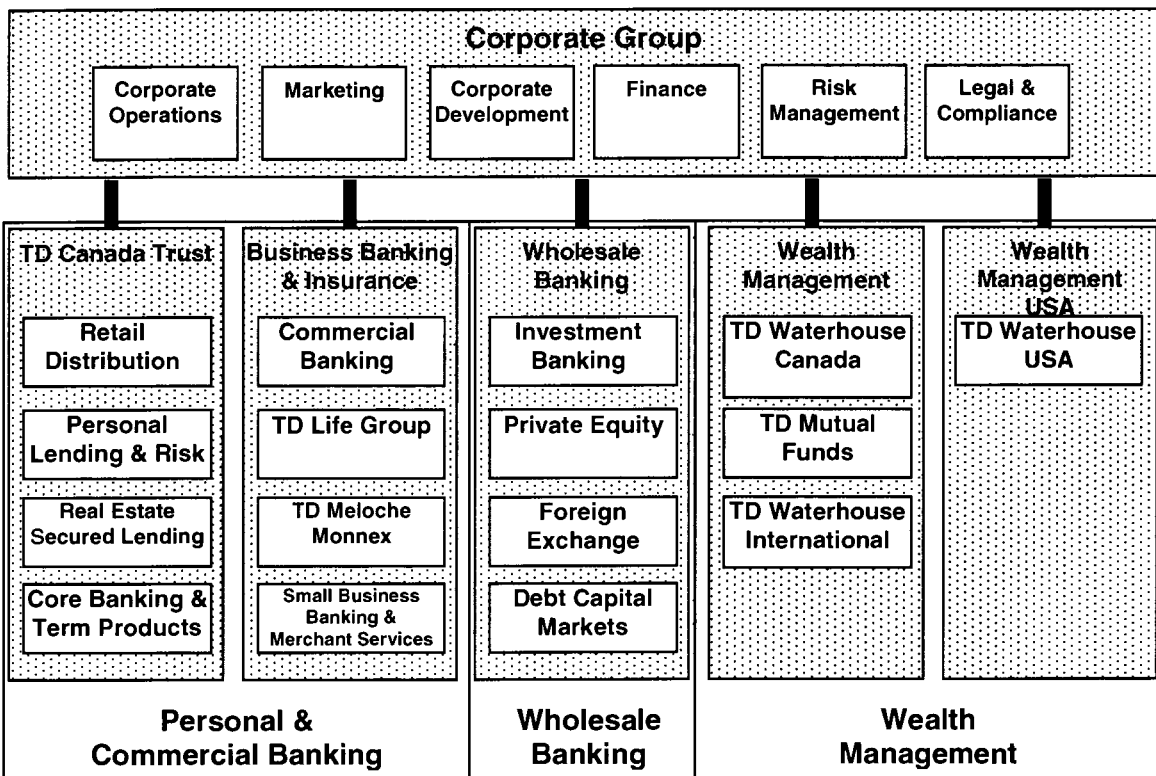 Corporate Group
Corporate
Operations
Marketing
Corporate
Development
Finance
Risk
Management
Legal &
Compliance
TD Canada Trust
Retail
Distribution
Personal
Lending & Risk
Real Estate
Secured Lending
Core Banking &
Term Products
Business Banking
& Insurance
Commercial
Banking
TD Life Group
TD Meloche
Monnex
Small Business
Banking &
Merchant Services
Wholesale
Banking
Investment
Banking
Private Equity
Foreign
Exchange
Debt Capital
Markets
Wealth
Management
TD Waterhouse
Canada
TD Mutual
Funds
TD Waterhouse
International
Wealth
Management
USA
TD Waterhouse
USA
Personal &
Commercial Banking
Wholesale
Banking
Wealth
Management